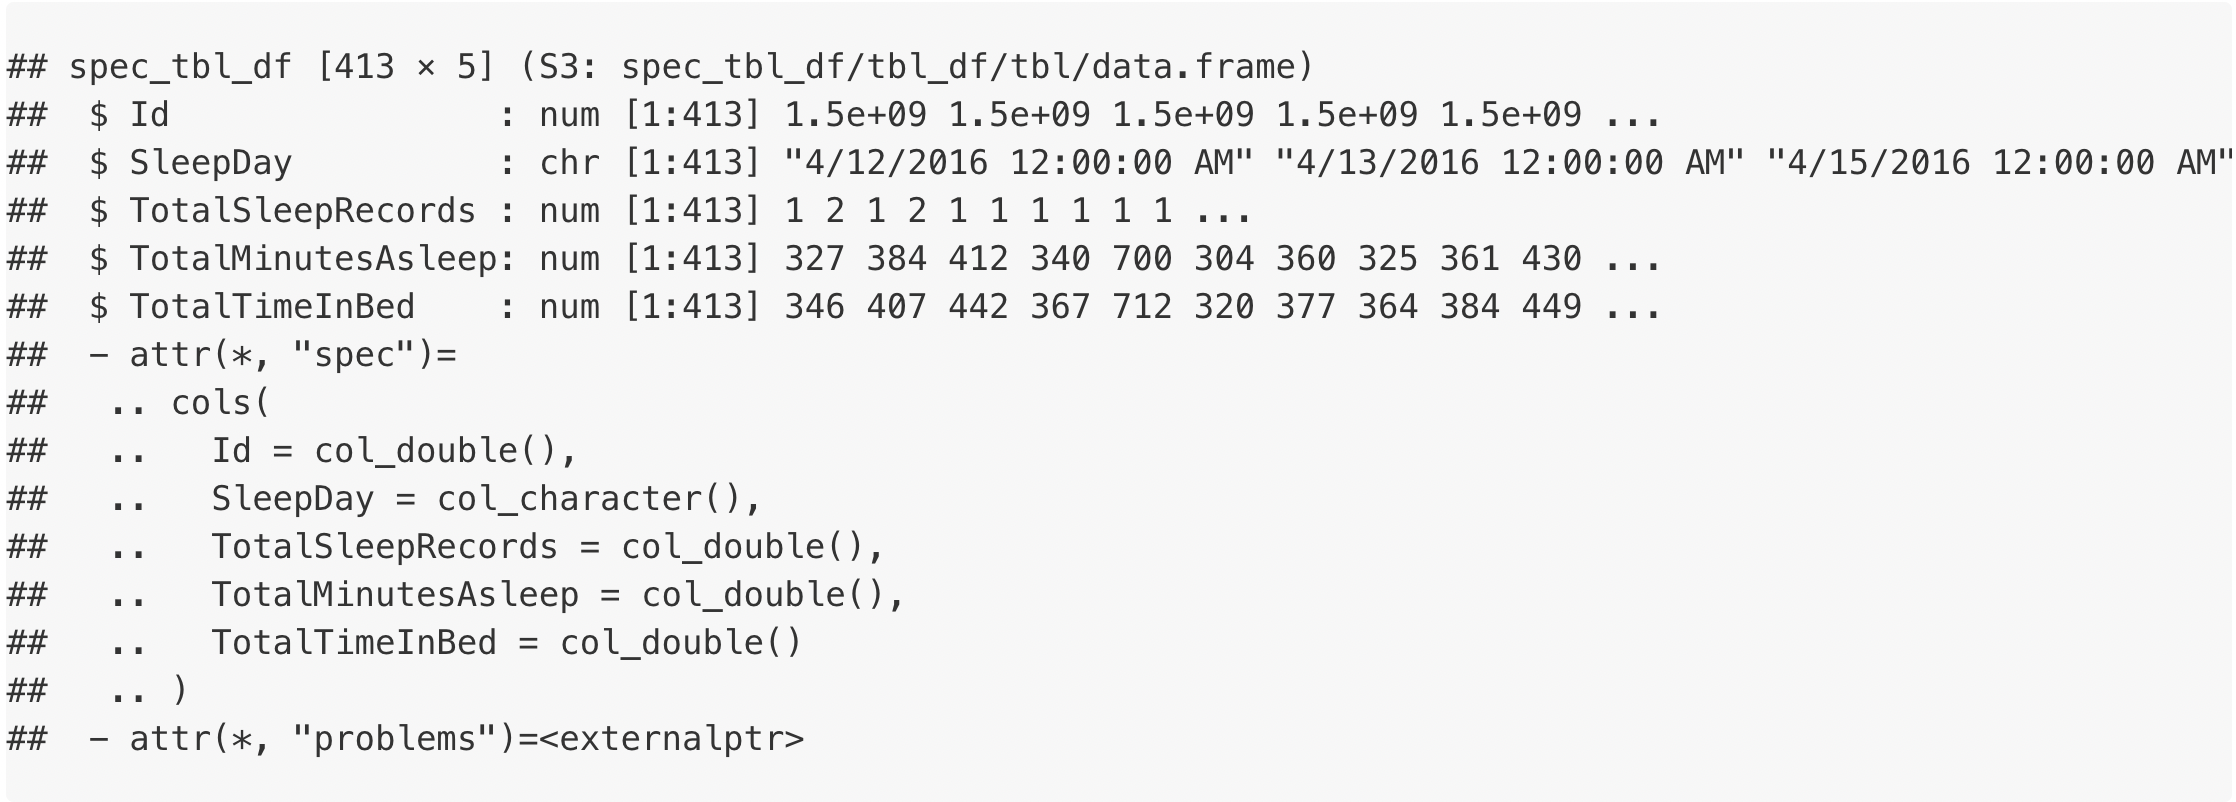 ## spec_tbl_df [413 × 5] (S3: spec_tbl_df/tbl_df/tbl/data.frame)
##  $ Id                : num [1:413] 1.5e+09 1.5e+09 1.5e+09 1.5e+09 1.5e+09 ...
##  $ SleepDay          : chr [1:413] "4/12/2016 12:00:00 AM" "4/13/2016 12:00:00 AM" "4/15/2016 12:00:00 AM"
##  $ TotalSleepRecords : num [1:413] 1 2 1 2 1 1 1 1 1 1 ...
##  $ TotalMinutesAsleep: num [1:413] 327 384 412 340 700 304 360 325 361 430 ...
##  $ TotalTimeInBed    : num [1:413] 346 407 442 367 712 320 377 364 384 449 ...
##  - attr(*, "spec")=
##   .. cols(
##   ..   Id = col_double(),
##   ..   SleepDay = col_character(),
##   ..   TotalSleepRecords = col_double(),
##   ..   TotalMinutesAsleep = col_double(),
##   ..   TotalTimeInBed = col_double()
##   .. )
##  - attr(*, "problems")=<externalptr>